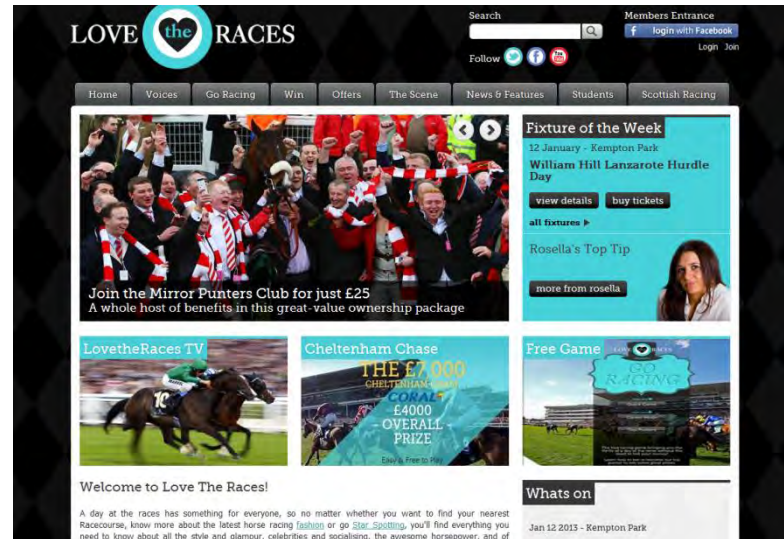 LOVE the RACES
Search
Members Entrance
f login with Facebook
Login Join
Follow
Home Voices Go Racing Win Offers The Scene News & Features Students Scottish Racing
Join the Mirror Punters Club for just £25
A whole host of benefits in this great-value ownership package
Fixture of the Week
12 January - Kempton Park
William Hill Lanzarote Hurdle
Day
view details buy tickets
all fixtures
Rosella's Top Tip
more from rosella
LovetheRaces TV
10
Cheltenham Chase
THE £7,000
CHELTENHAM CHASE
CORAL
£4000
- OVERALL -
PRIZE
Easy & Free to Play
Free Game
LOVE the RACES
GO
RACING
Welcome to Love The Races!
A day at the races has something for everyone, so no matter whether you want to find your nearest
Racecourse, know more about the latest horse racing fashion or go Star Spotting, you'll find everything you
need to know about all the style and glamour, celebrities and socialising, the awesome horsepower, and of
Whats on
Jan 12 2013 - Kempton Park